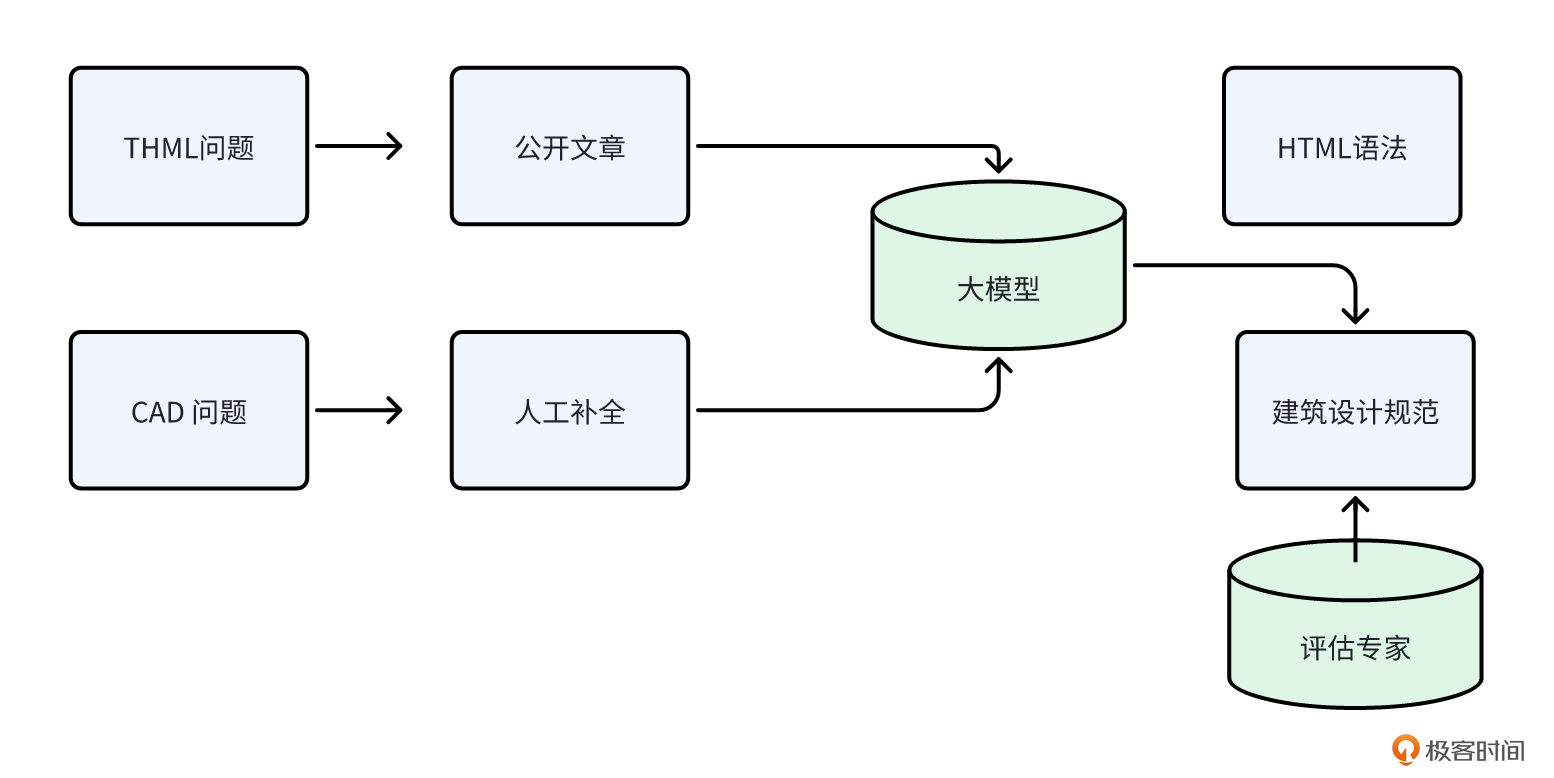 THML问题
公开文章
HTML语法
大模型
CAD 问题
人工补全
建筑设计规范
评估专家
极客时间